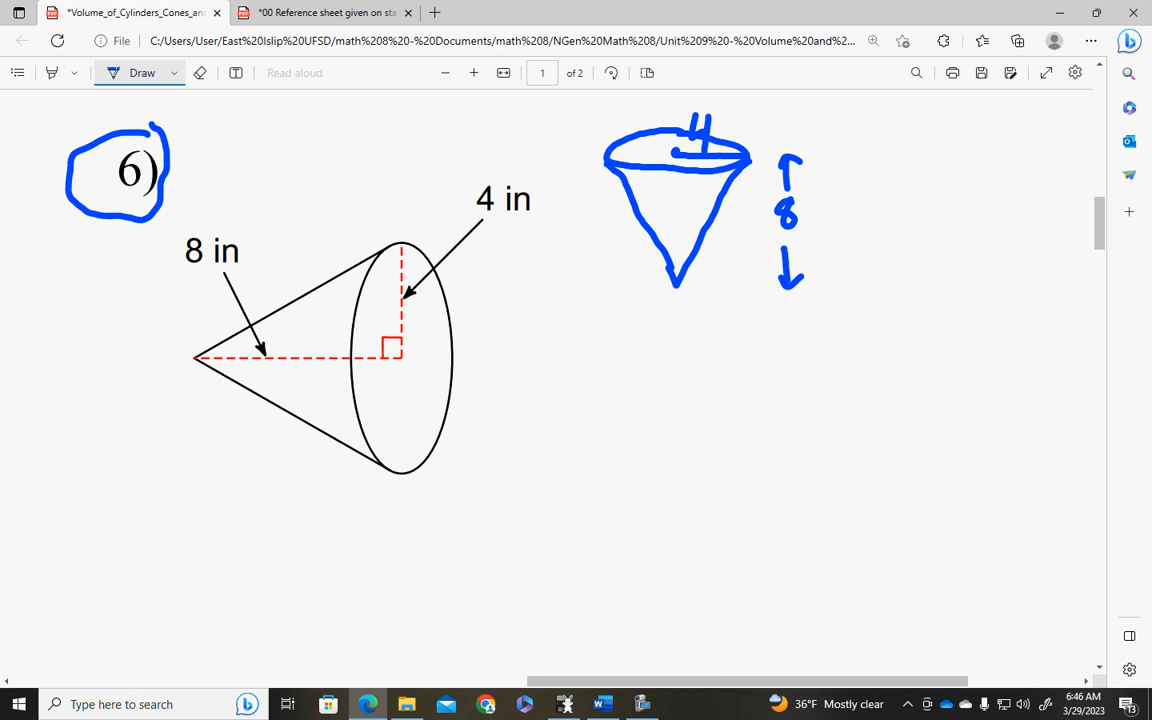 *Volume_of_Cylinders_Cones_an
*00 Reference sheet given on sta
File
C:/Users/User/East%20Islip%20UFSD/math%208%20-%20Documents/math%208/NGen%20Math%208/Unit%209%20-%20Volume%20and%2...
Draw
Read aloud
1
of 2
6)
4 in
8 in
4
8
Type here to search
36°F Mostly clear
6:46 AM
3/29/2023
13